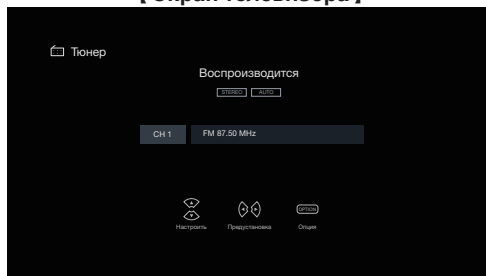 【 Экран телевизора 】
Тюнер
Воспроизводится
STEREO AUTO
CH 1 FM 87.50 MHz
OPTION
Настроить Предустановка Опция